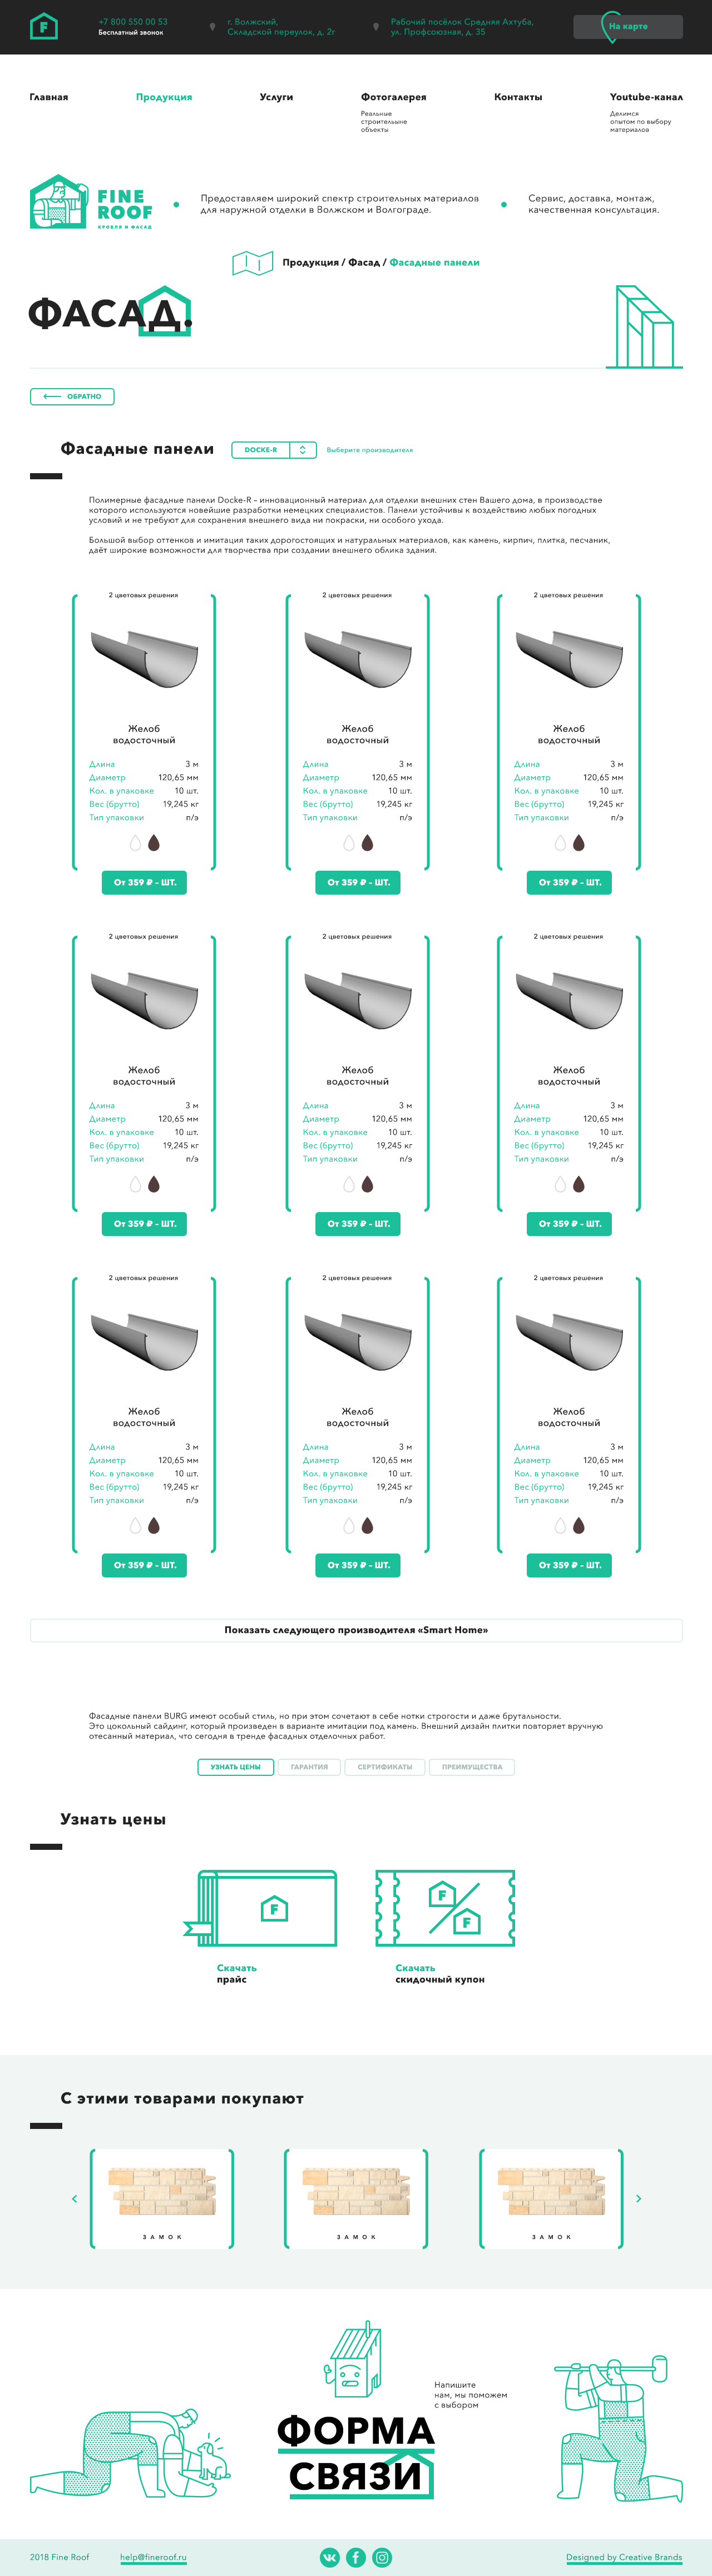 +7 800 550 00 53
Бесплатный звонок
г. Волжский,
Складской переулок, д. 2г
Рабочий посёлок Средняя Ахтуба,
ул. Профсоюзная, д. 35
На карте
F
Главная
Продукция
Услуги
Фотогалерея
Реальные
строительные
объекты
Контакты
Youtube-канал
Делимся
опытом по выбору
материалов
FINE
ROOF
КРОВЛЯ И ФАСАД
Предоставляем широкий спектр строительных материалов
для наружной отделки в Волжском и Волгограде.
Сервис, доставка, монтаж,
качественная консультация.
Продукция / Фасад / Фасадные панели
ФАСАД.
ОБРАТНО
Фасадные панели
DOCKE-R
Выберите производителя
Полимерные фасадные панели Docke-R – инновационный материал для отделки внешних стен Вашего дома, в производстве
которого используются новейшие разработки немецких специалистов. Панели устойчивы к воздействию любых погодных
условий и не требуют для сохранения внешнего вида ни покраски, ни особого ухода.
Большой выбор оттенков и имитация таких дорогостоящих и натуральных материалов, как камень, кирпич, плитка, песчаник,
даёт широкие возможности для творчества при создании внешнего облика здания.
2 цветовых решения
Желоб
водосточный
Длина 3 м
Диаметр 120,65 мм
Кол. в упаковке 10 шт.
Вес (брутто) 19,245 кг
Тип упаковки п/э
От 359 ₽ – ШТ.
2 цветовых решения
Желоб
водосточный
Длина 3 м
Диаметр 120,65 мм
Кол. в упаковке 10 шт.
Вес (брутто) 19,245 кг
Тип упаковки п/э
От 359 ₽ – ШТ.
2 цветовых решения
Желоб
водосточный
Длина 3 м
Диаметр 120,65 мм
Кол. в упаковке 10 шт.
Вес (брутто) 19,245 кг
Тип упаковки п/э
От 359 ₽ – ШТ.
2 цветовых решения
Желоб
водосточный
Длина 3 м
Диаметр 120,65 мм
Кол. в упаковке 10 шт.
Вес (брутто) 19,245 кг
Тип упаковки п/э
От 359 ₽ – ШТ.
2 цветовых решения
Желоб
водосточный
Длина 3 м
Диаметр 120,65 мм
Кол. в упаковке 10 шт.
Вес (брутто) 19,245 кг
Тип упаковки п/э
От 359 ₽ – ШТ.
2 цветовых решения
Желоб
водосточный
Длина 3 м
Диаметр 120,65 мм
Кол. в упаковке 10 шт.
Вес (брутто) 19,245 кг
Тип упаковки п/э
От 359 ₽ – ШТ.
2 цветовых решения
Желоб
водосточный
Длина 3 м
Диаметр 120,65 мм
Кол. в упаковке 10 шт.
Вес (брутто) 19,245 кг
Тип упаковки п/э
От 359 ₽ – ШТ.
2 цветовых решения
Желоб
водосточный
Длина 3 м
Диаметр 120,65 мм
Кол. в упаковке 10 шт.
Вес (брутто) 19,245 кг
Тип упаковки п/э
От 359 ₽ – ШТ.
2 цветовых решения
Желоб
водосточный
Длина 3 м
Диаметр 120,65 мм
Кол. в упаковке 10 шт.
Вес (брутто) 19,245 кг
Тип упаковки п/э
От 359 ₽ – ШТ.
Показать следующего производителя «Smart Home»
Фасадные панели BURG имеют особый стиль, но при этом сочетают в себе нотки строгости и даже брутальности.
Это цокольный сайдинг, который произведен в варианте имитации под камень. Внешний дизайн плитки повторяет вручную
отесанный материал, что сегодня в тренде фасадных отделочных работ.
УЗНАТЬ ЦЕНЫ
ГАРАНТИЯ
СЕРТИФИКАТЫ
ПРЕИМУЩЕСТВА
Узнать цены
F
F
F
Скачать
прайс
Скачать
скидочный купон
С этими товарами покупают
ЗАМОК
ЗАМОК
ЗАМОК
Напишите
нам, мы поможем
с выбором
ФОРМА
СВЯЗИ
2018 Fine Roof
help@fineroof.ru
Designed by Creative Brands